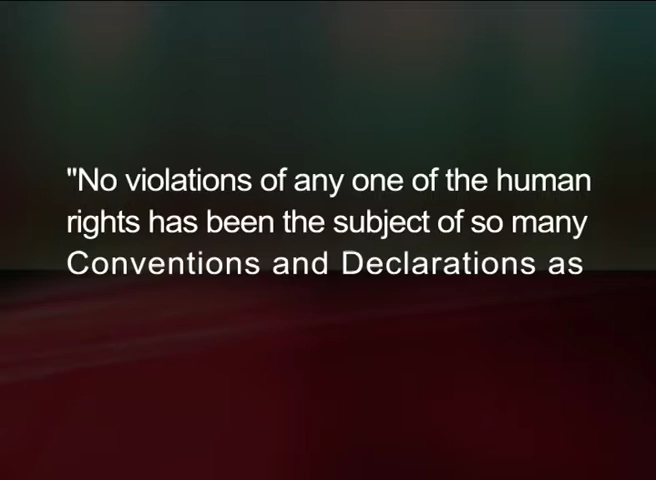 "No violations of any one of the human
rights has been the subject of so many
Conventions and Declarations as